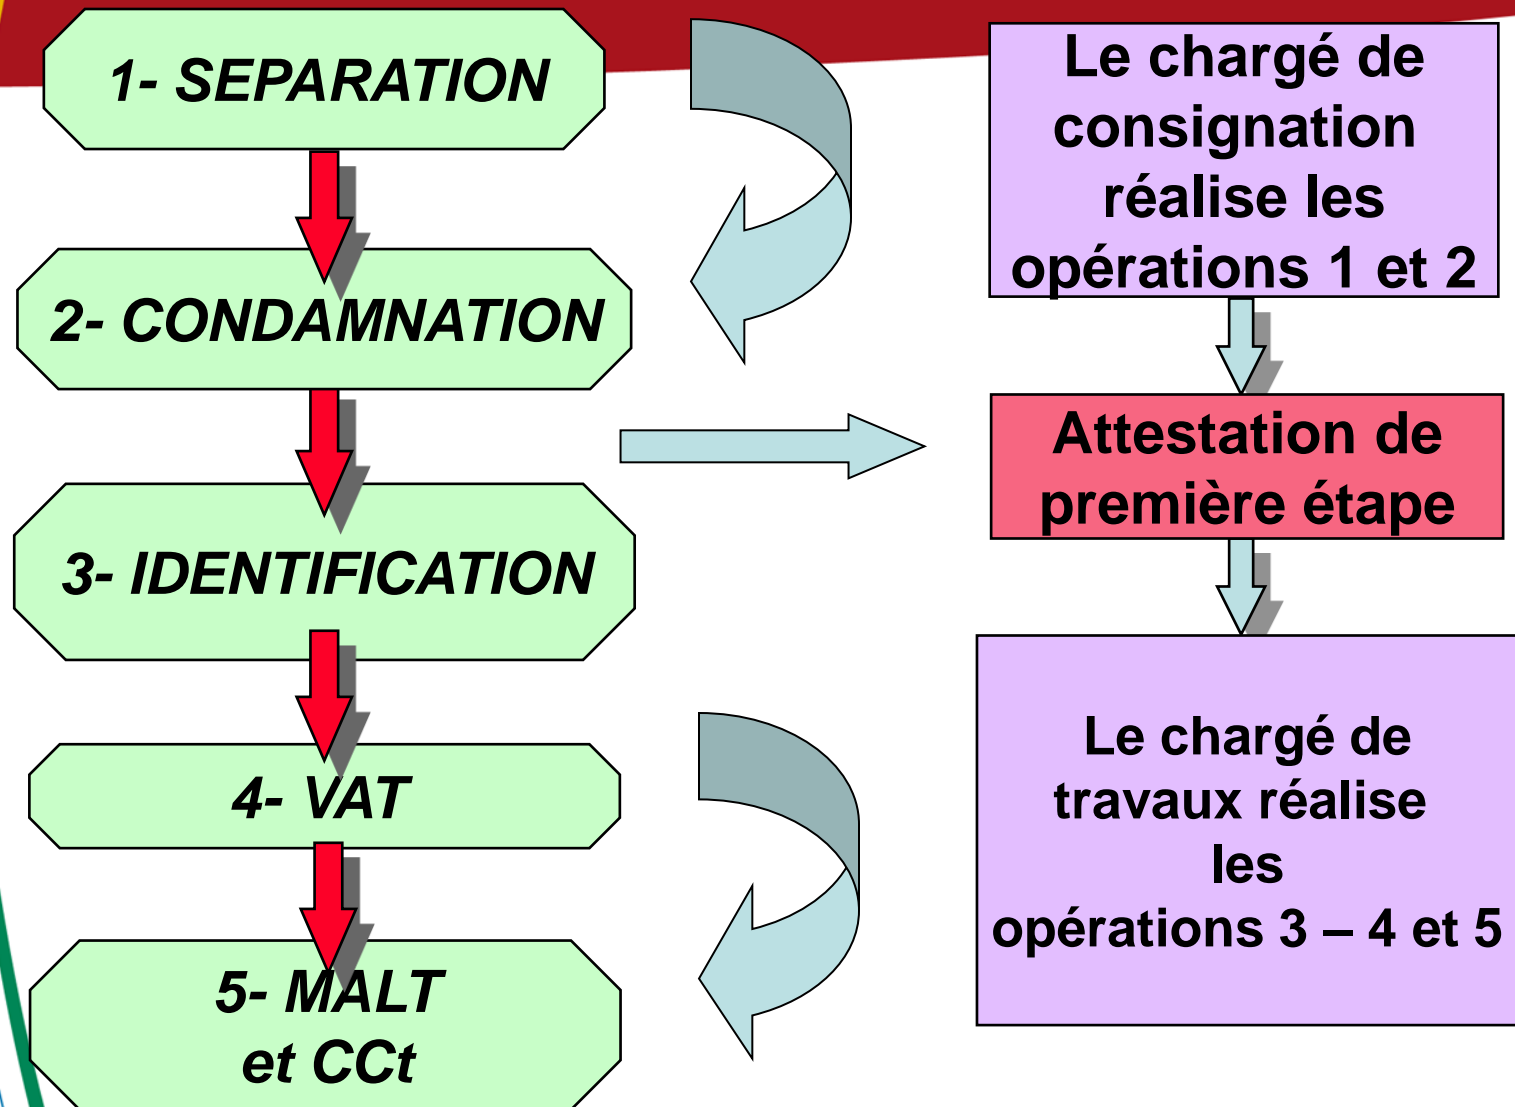 1- SEPARATION
2- CONDAMNATION
3- IDENTIFICATION
4- VAT
5- MALT
et CCt
Le chargé de
consignation
réalise les
opérations 1 et 2
Attestation de
première étape
Le chargé de
travaux réalise
les
opérations 3 – 4 et 5